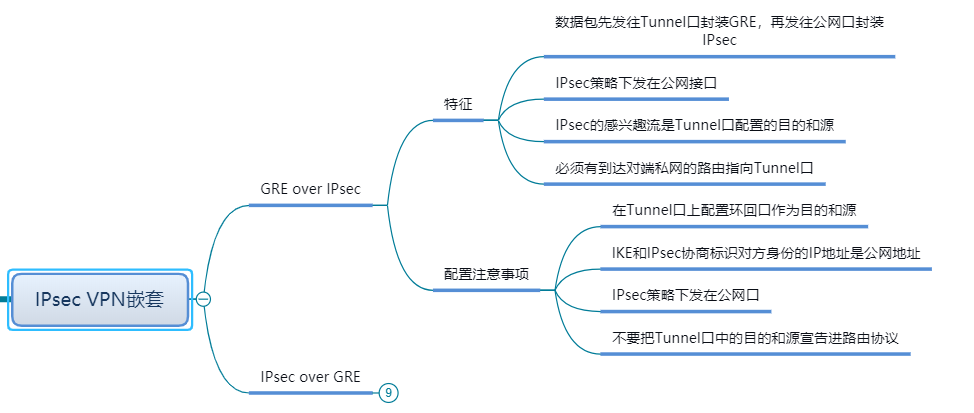 数据包先发往Tunnel口封装GRE，再发往公网口封装
IPsec
IPsec策略下发在公网接口
特征
IPsec的感兴趣流是Tunnel口配置的目的和源
必须有到达对端私网的路由指向Tunnel口
GRE over IPsec
在Tunnel口上配置环回口作为目的和源
IKE和IPsec协商标识对方身份的IP地址是公网地址
配置注意事项
IPsec策略下发在公网口
不要把Tunnel口中的目的和源宣告进路由协议
IPsec VPN嵌套
IPsec over GRE
9